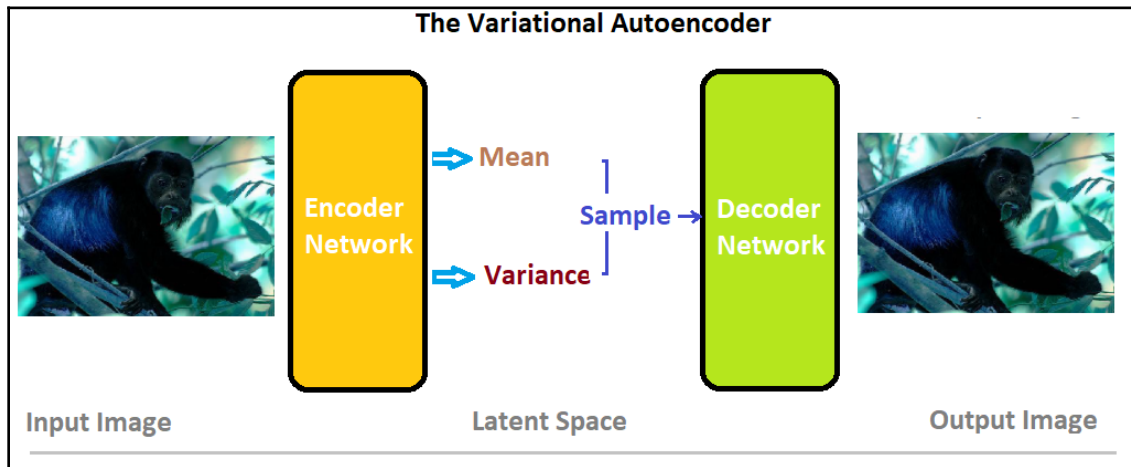 The Variational Autoencoder
Encoder
Network
Mean
Sample
Variance
Decoder
Network
Input Image
Latent Space
Output Image